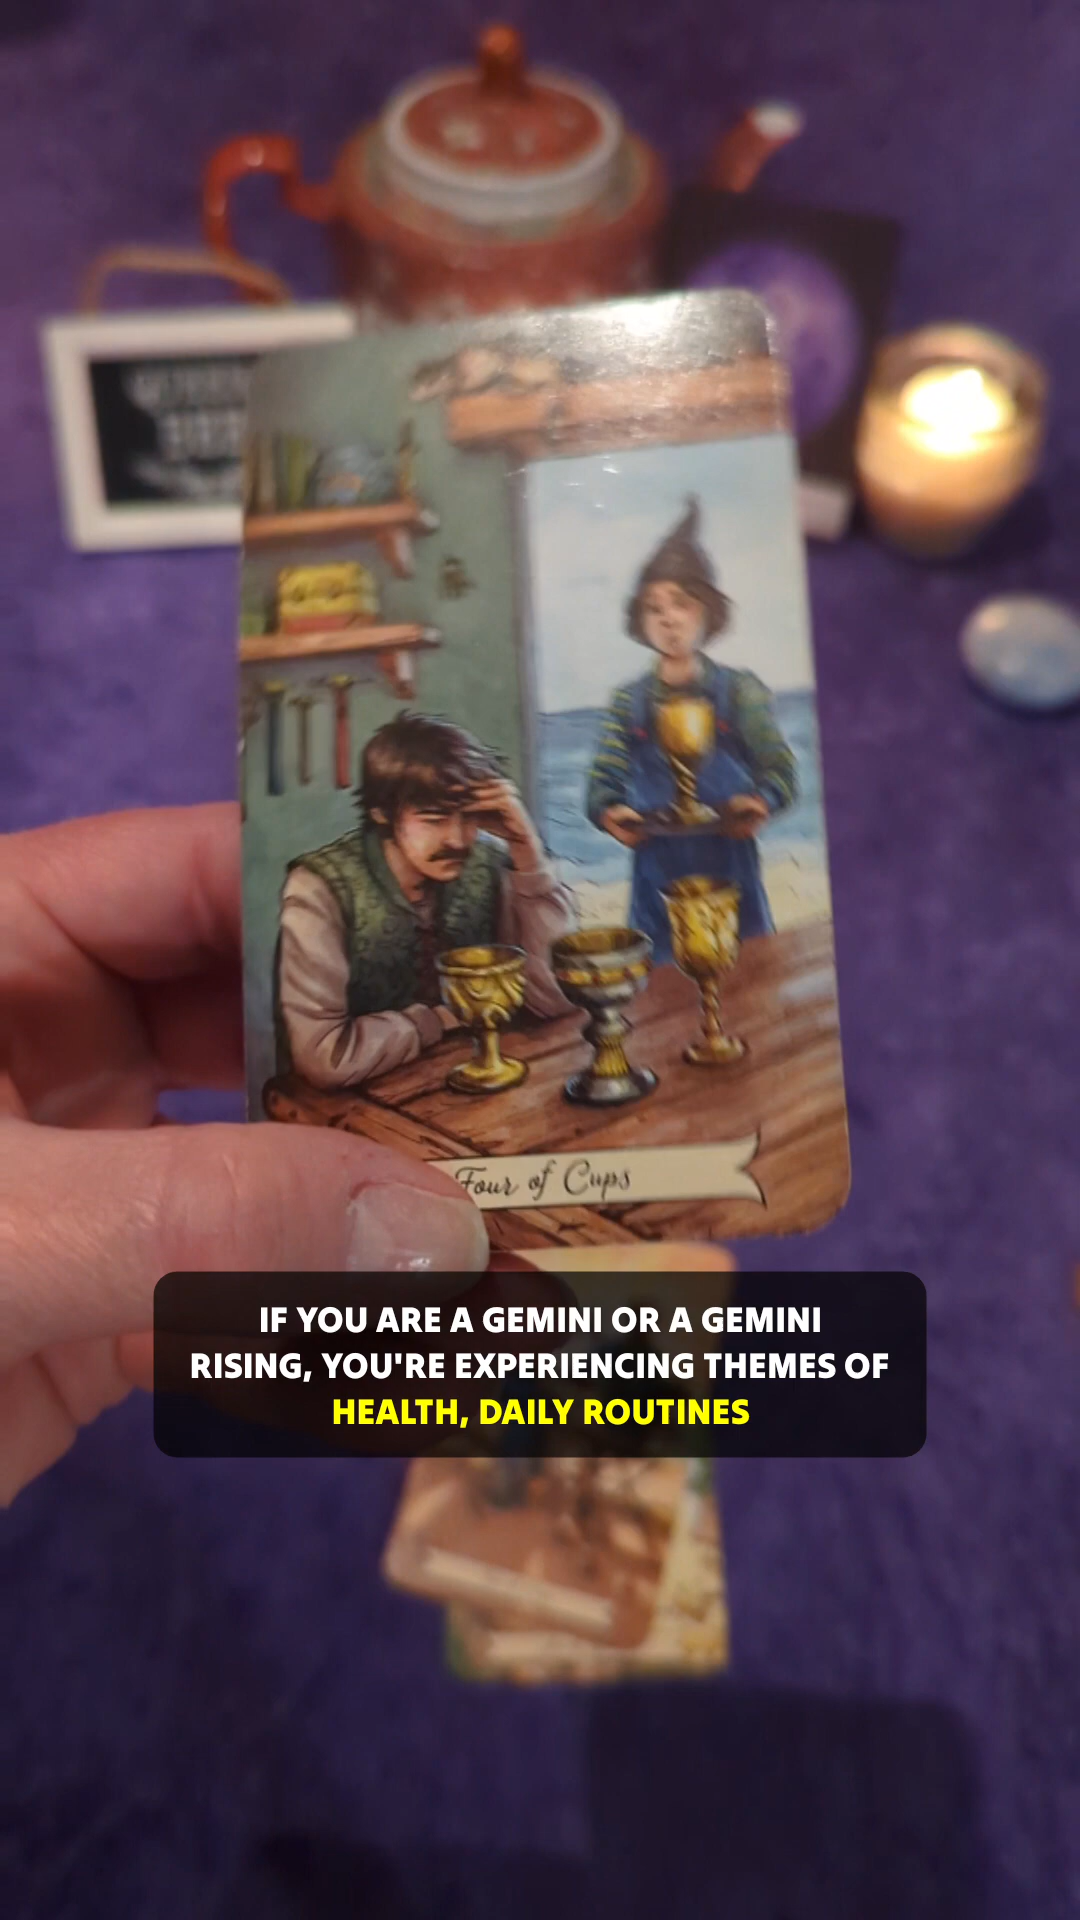 Four of Cups
IF YOU ARE A GEMINI OR A GEMINI
RISING, YOU'RE EXPERIENCING THEMES OF
HEALTH, DAILY ROUTINES